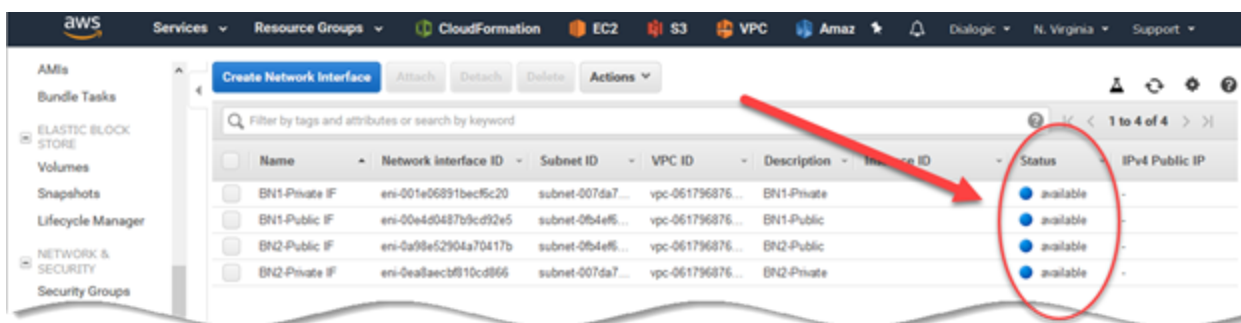 aws Services Resource Groups CloudFormation EC2 S3 VPC Amaz Dialogic N. Virginia Support
AMIs
Bundle Tasks
ELASTIC BLOCK
STORE
Volumes
Snapshots
Lifecycle Manager
NETWORK &
SECURITY
Security Groups
Create Network Interface Attach Detach Delete Actions
Filter by tags and attributes or search by keyword 1 to 4 of 4
Name Network interface ID Subnet ID VPC ID Description ID Status IPv4 Public IP
BN1-Private IF eni-001e06891becf6c20 subnet-007da7... vpc-061796876... BN1-Private available -
BN1-Public IF eni-00e4d0487b9cd92e5 subnet-0fb4ef6... vpc-061796876... BN1-Public available -
BN2-Public IF eni-0a98e52904a70417b subnet-0fb4ef6... vpc-061796876... BN2-Public available -
BN2-Private IF eni-0ea8aecbf810cd866 subnet-007da7... vpc-061796876... BN2-Private available -